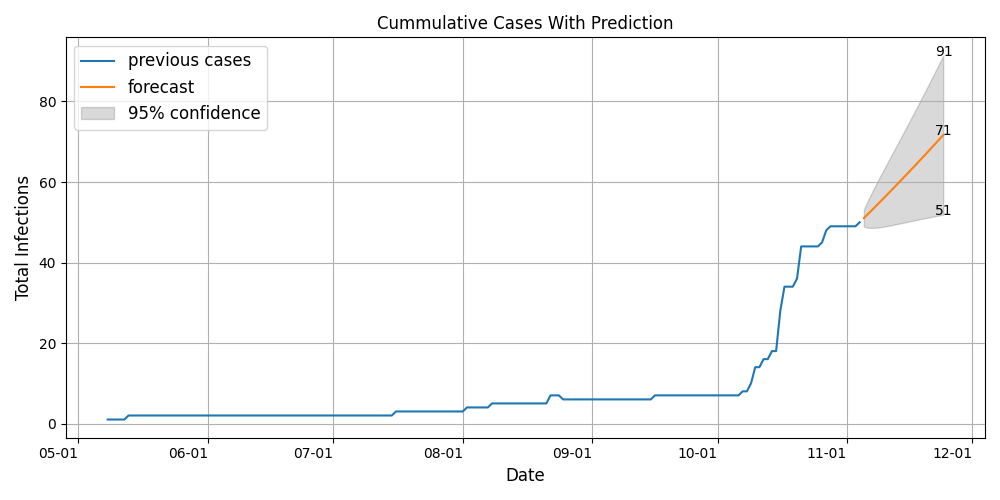 Cummulative Cases With Prediction
previous cases
forecast
95% confidence
91
71
51
Total Infections
80
60
40
20
0
05-01
06-01
07-01
08-01
09-01
10-01
11-01
12-01
Date